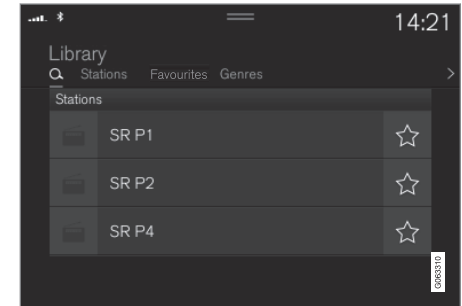 14:21
Library
Stations Favourites Genres
Stations
SR P1
SR P2
SR P4
G063310